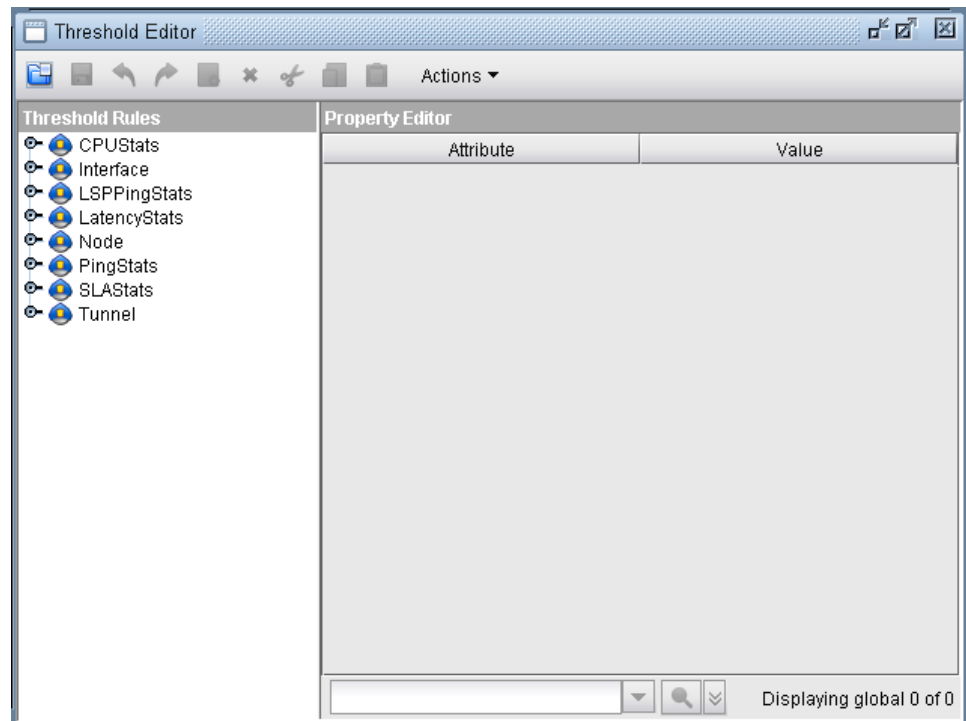 Threshold Editor
Actions
Threshold Rules
CPUStats
Interface
LSPPingStats
LatencyStats
Node
PingStats
SLAStats
Tunnel
Property Editor
Attribute Value
Displaying global 0 of 0